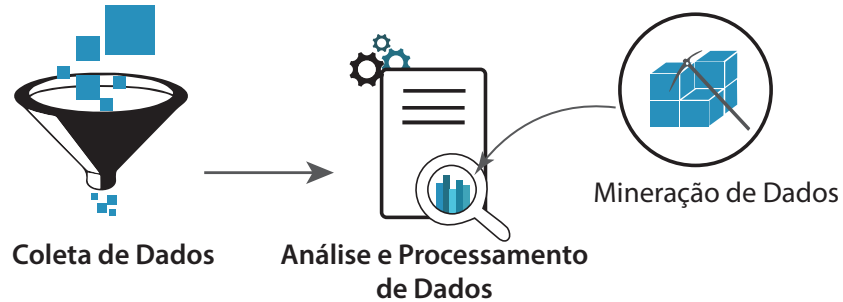 Coleta de Dados
Análise e Processamento
de Dados
Mineração de Dados